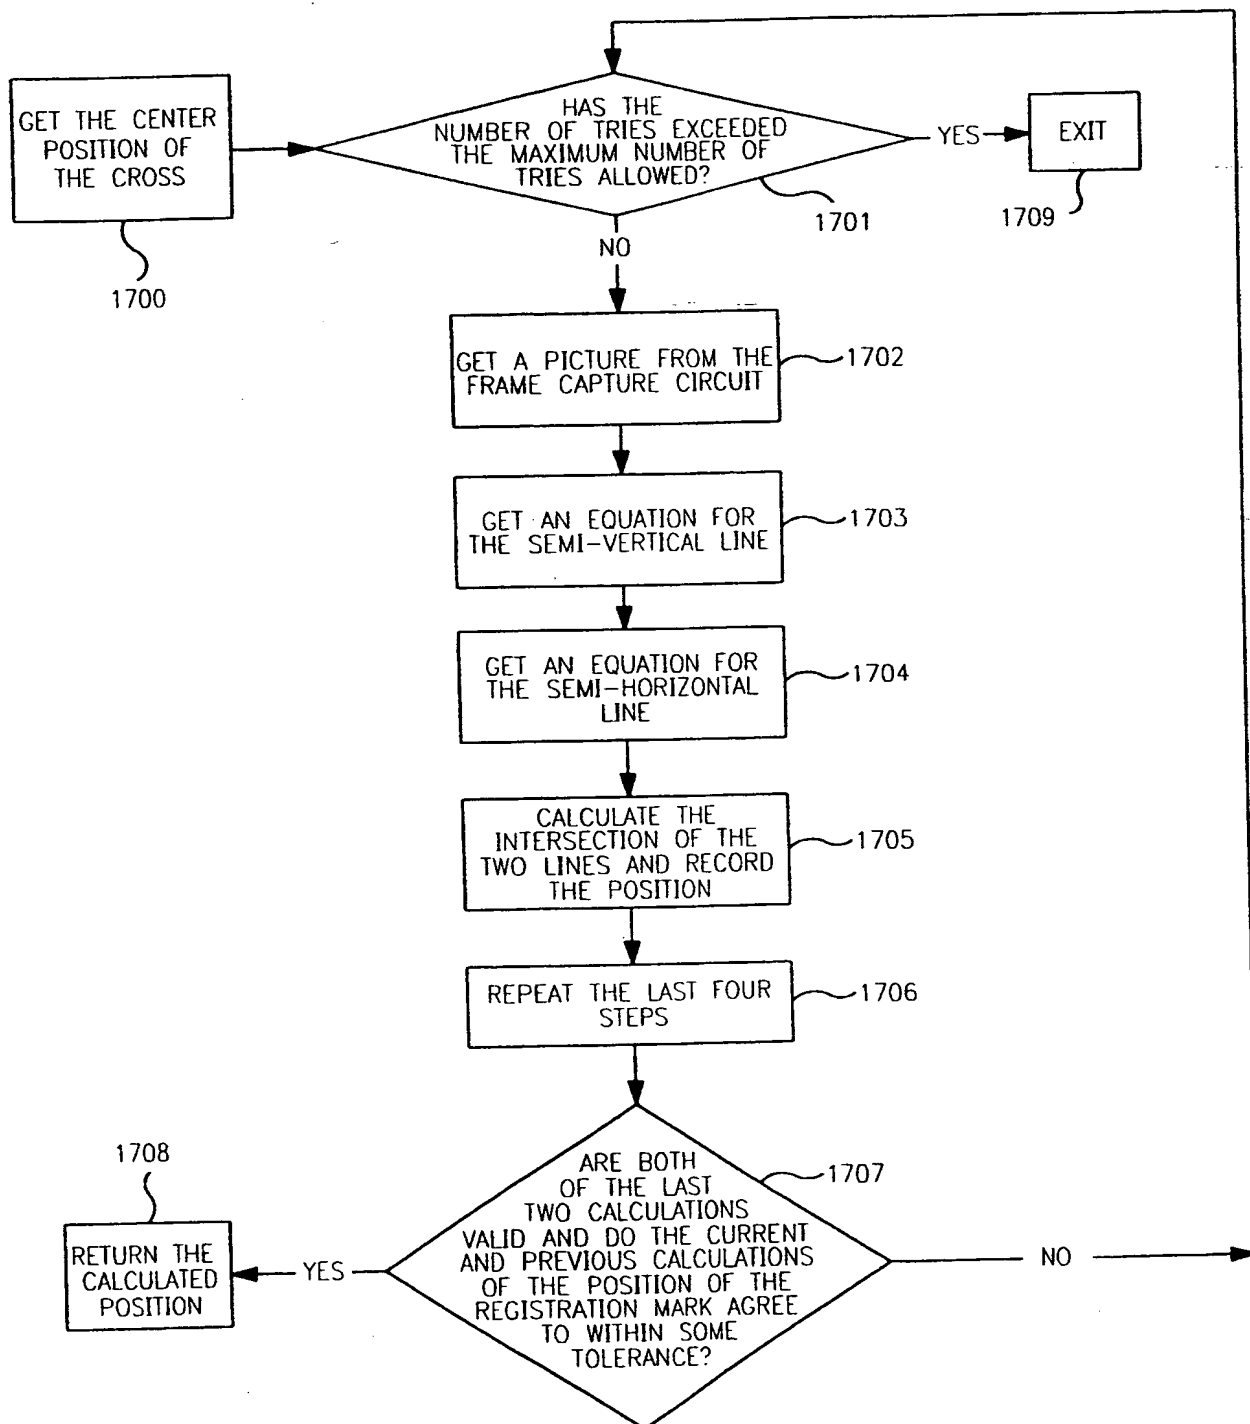 GET THE CENTER
POSITION OF
THE CROSS
1700
HAS THE
NUMBER OF TRIES EXCEEDED
THE MAXIMUM NUMBER OF
TRIES ALLOWED?
1701
YES
EXIT
1709
NO
GET A PICTURE FROM THE
FRAME CAPTURE CIRCUIT
1702
GET AN EQUATION FOR
THE SEMI-VERTICAL LINE
1703
GET AN EQUATION FOR
THE SEMI-HORIZONTAL
LINE
1704
CALCULATE THE
INTERSECTION OF THE
TWO LINES AND RECORD
THE POSITION
1705
REPEAT THE LAST FOUR
STEPS
1706
ARE BOTH
OF THE LAST
TWO CALCULATIONS
VALID AND DO THE CURRENT
AND PREVIOUS CALCULATIONS
OF THE POSITION OF THE
REGISTRATION MARK AGREE
TO WITHIN SOME
TOLERANCE?
1707
1708
RETURN THE
CALCULATED
POSITION
YES
NO